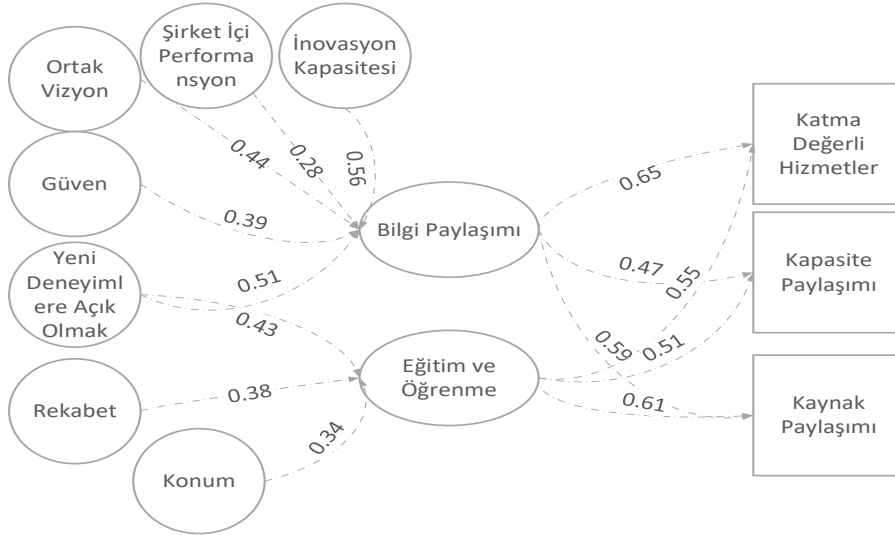 Ortak
Vizyon
Şirket İçi
Performa
nsyon
İnovasyon
Kapasitesi
Güven
Yeni
Deneyiml
ere Açık
Olmak
Rekabet
Konum
0.44
0.28
0.56
0.39
0.51
0.43
0.38
0.34
Bilgi Paylaşımı
Eğitim ve
Öğrenme
0.65
0.47
0.55
0.59
0.51
0.61
Katma
Değerli
Hizmetler
Kapasite
Paylaşımı
Kaynak
Paylaşımı